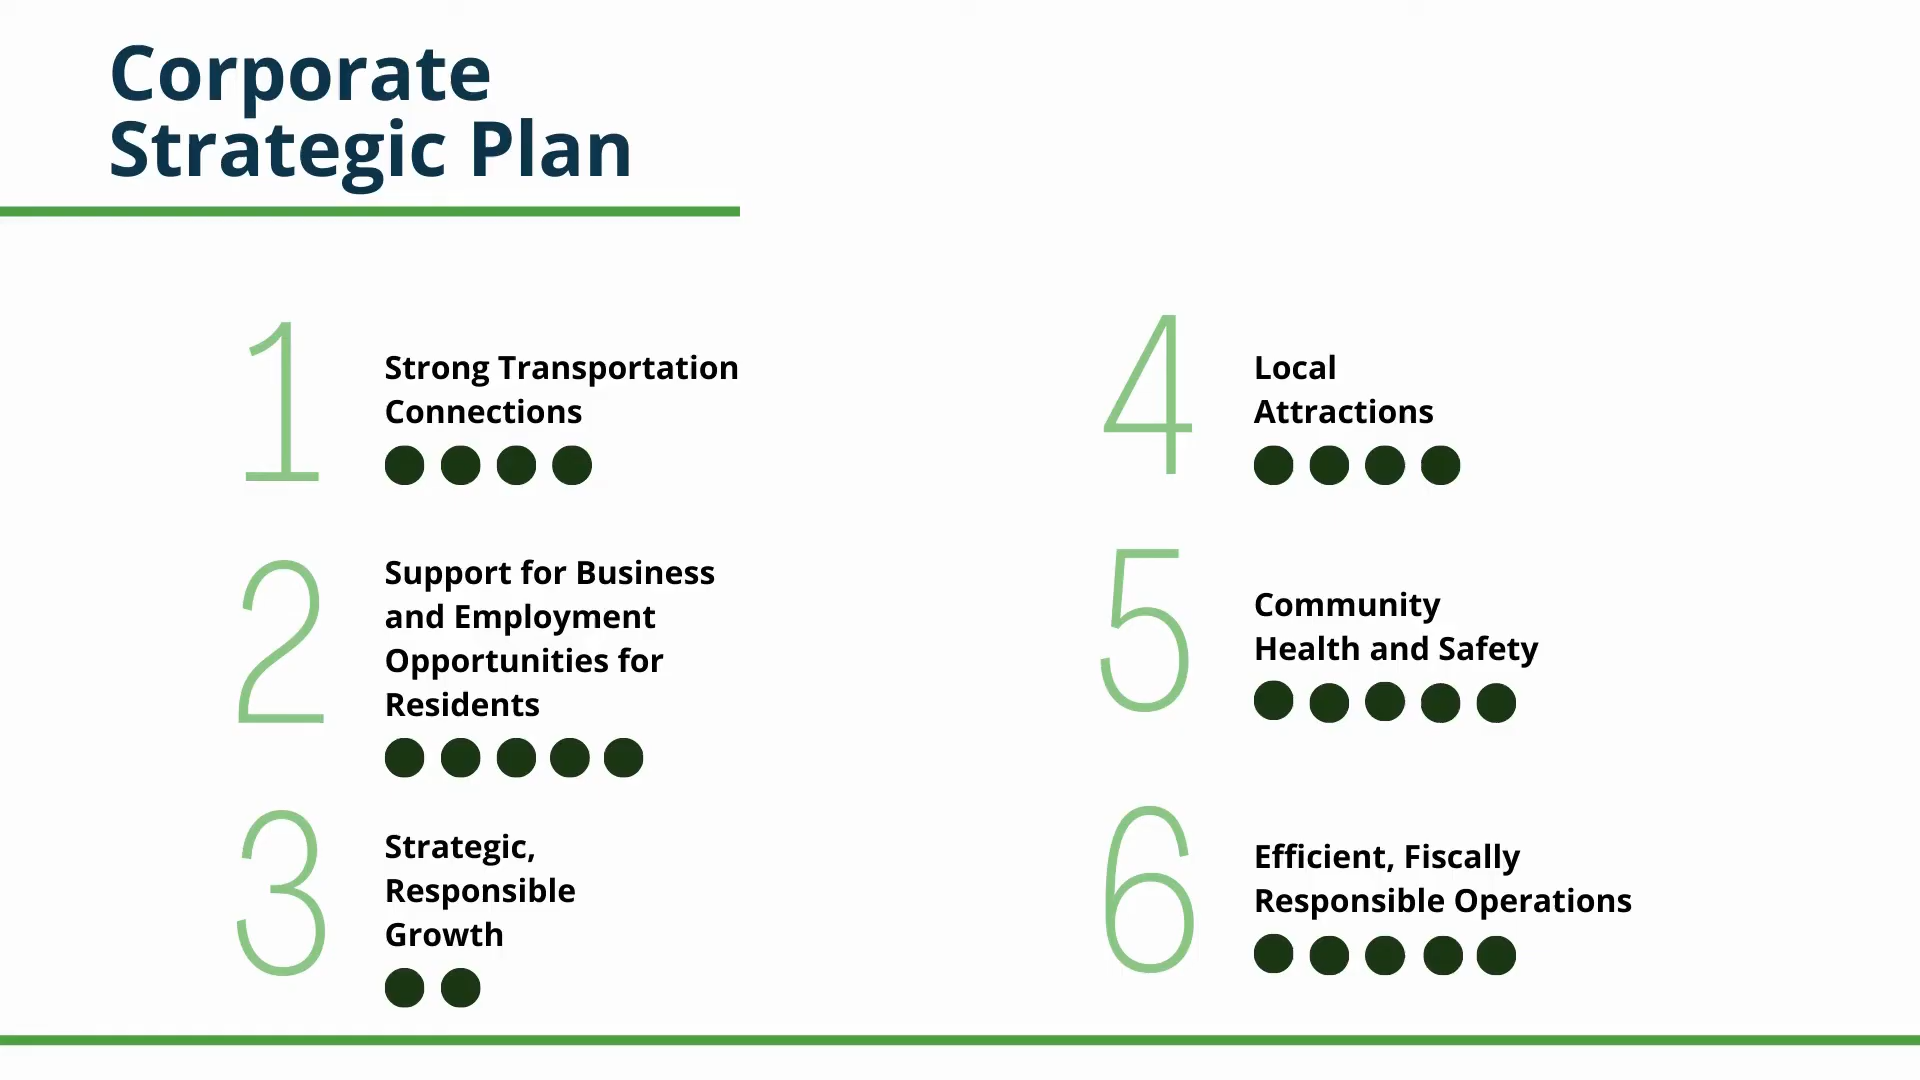 Corporate
Strategic Plan
1
Strong Transportation
Connections
2
Support for Business
and Employment
Opportunities for
Residents
3
Strategic,
Responsible
Growth
4
Local
Attractions
5
Community
Health and Safety
6
Efficient, Fiscally
Responsible Operations